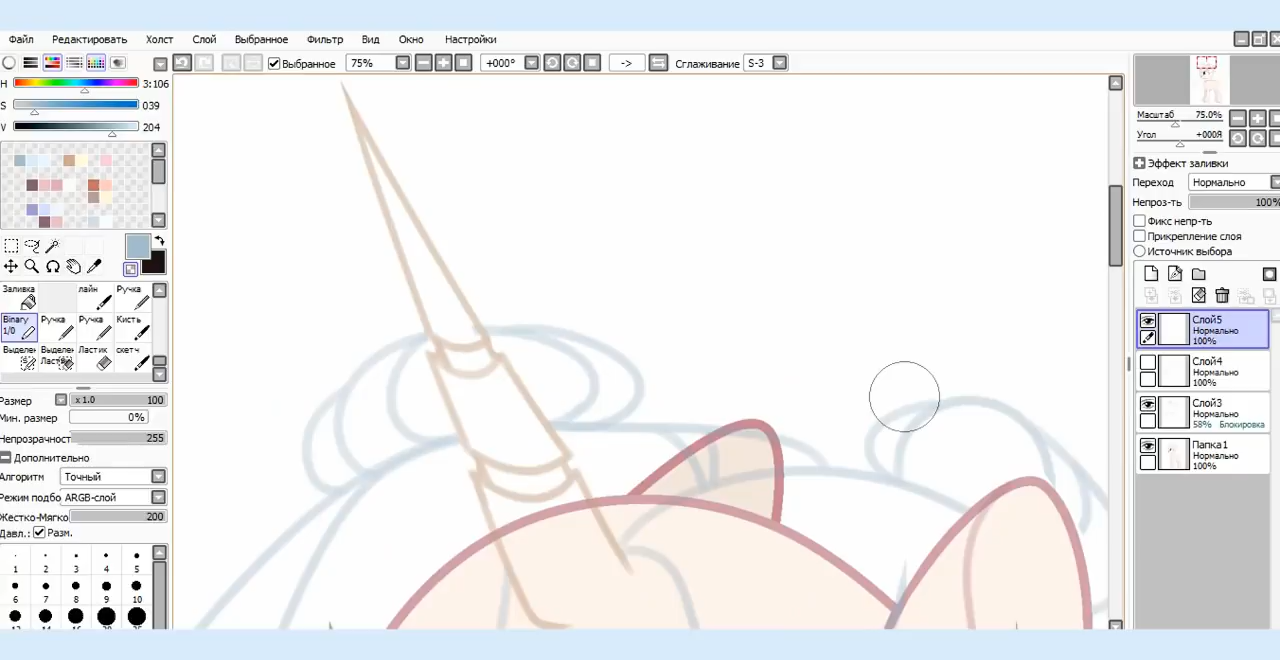 Файл Редактировать Холст Слой Выбранное Фильтр Вид Окно Настройки
Выбранное 75% +000° -> Сглаживание S-3
H 3:106
S 039
V 204
Масштаб 75.0%
Угол +000Я
Эффект заливки
Переход Нормально
Непроз-ть 100%
Фикс непр-ть
Прикрепление слоя
Источник выбора
Заливка лайн Ручка
Binary 1/0 Ручка Ручка Кисть
Выделе Выделе Ластик Ластик скетч
Размер x 1.0 100
Мин. размер 0%
Непрозрачност 255
Дополнительно
Алгоритм Точный
Режим подбо ARGB-слой
Жестко-Мягко 200
Давл.: Разм.
1 2 3 4 5
6 7 8 9 10
Слой5
Нормально
100%
Слой4
Нормально
100%
Слой3
Нормально
58% Блокировка
Папка1
Нормально
100%